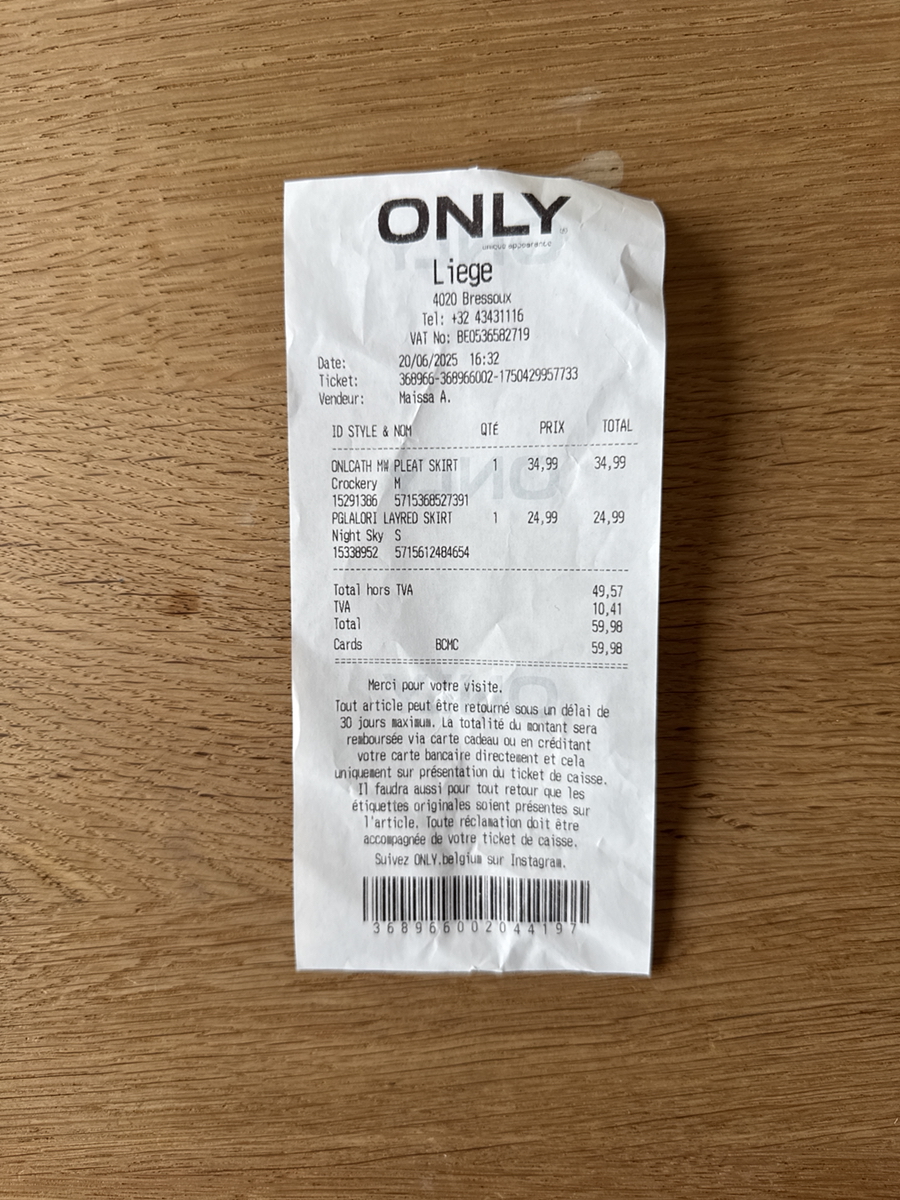 ONLY
unique appearance
Liege
4020 Bressoux
Tel: +32 43431116
VAT No: BE0536582719
Date: 20/06/2025 16:32
Ticket: 368966-368966002-1750429957733
Vendeur: Maissa A.
ID STYLE & NOM QTÉ PRIX TOTAL
ONLCATH MW PLEAT SKIRT 1 34,99 34,99
Crockery M
15291386 5715368527391
PGLALORI LAYRED SKIRT 1 24,99 24,99
Night Sky S
15338952 5715612484654
Total hors TVA 49,57
TVA 10,41
Total 59,98
Cards BCMC 59,98
Merci pour votre visite.
Tout article peut être retourné sous un délai de
30 jours maximum. La totalité du montant sera
remboursée via carte cadeau ou en créditant
votre carte bancaire directement et cela
uniquement sur présentation du ticket de caisse.
Il faudra aussi pour tout retour que les
étiquettes originales soient présentes sur
l'article. Toute réclamation doit être
accompagnée de votre ticket de caisse.
Suivez ONLY.belgium sur Instagram.
368966002044197